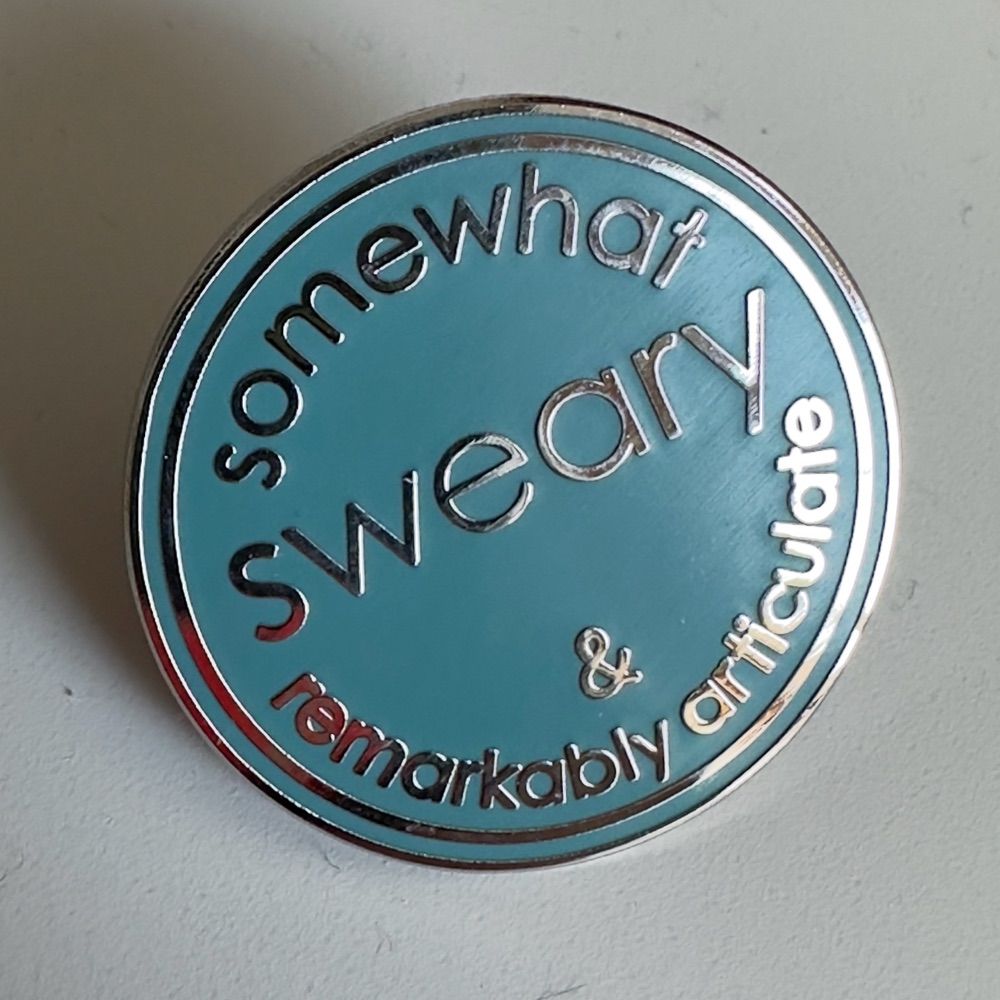 somewhat
sweary
&
remarkably articulate